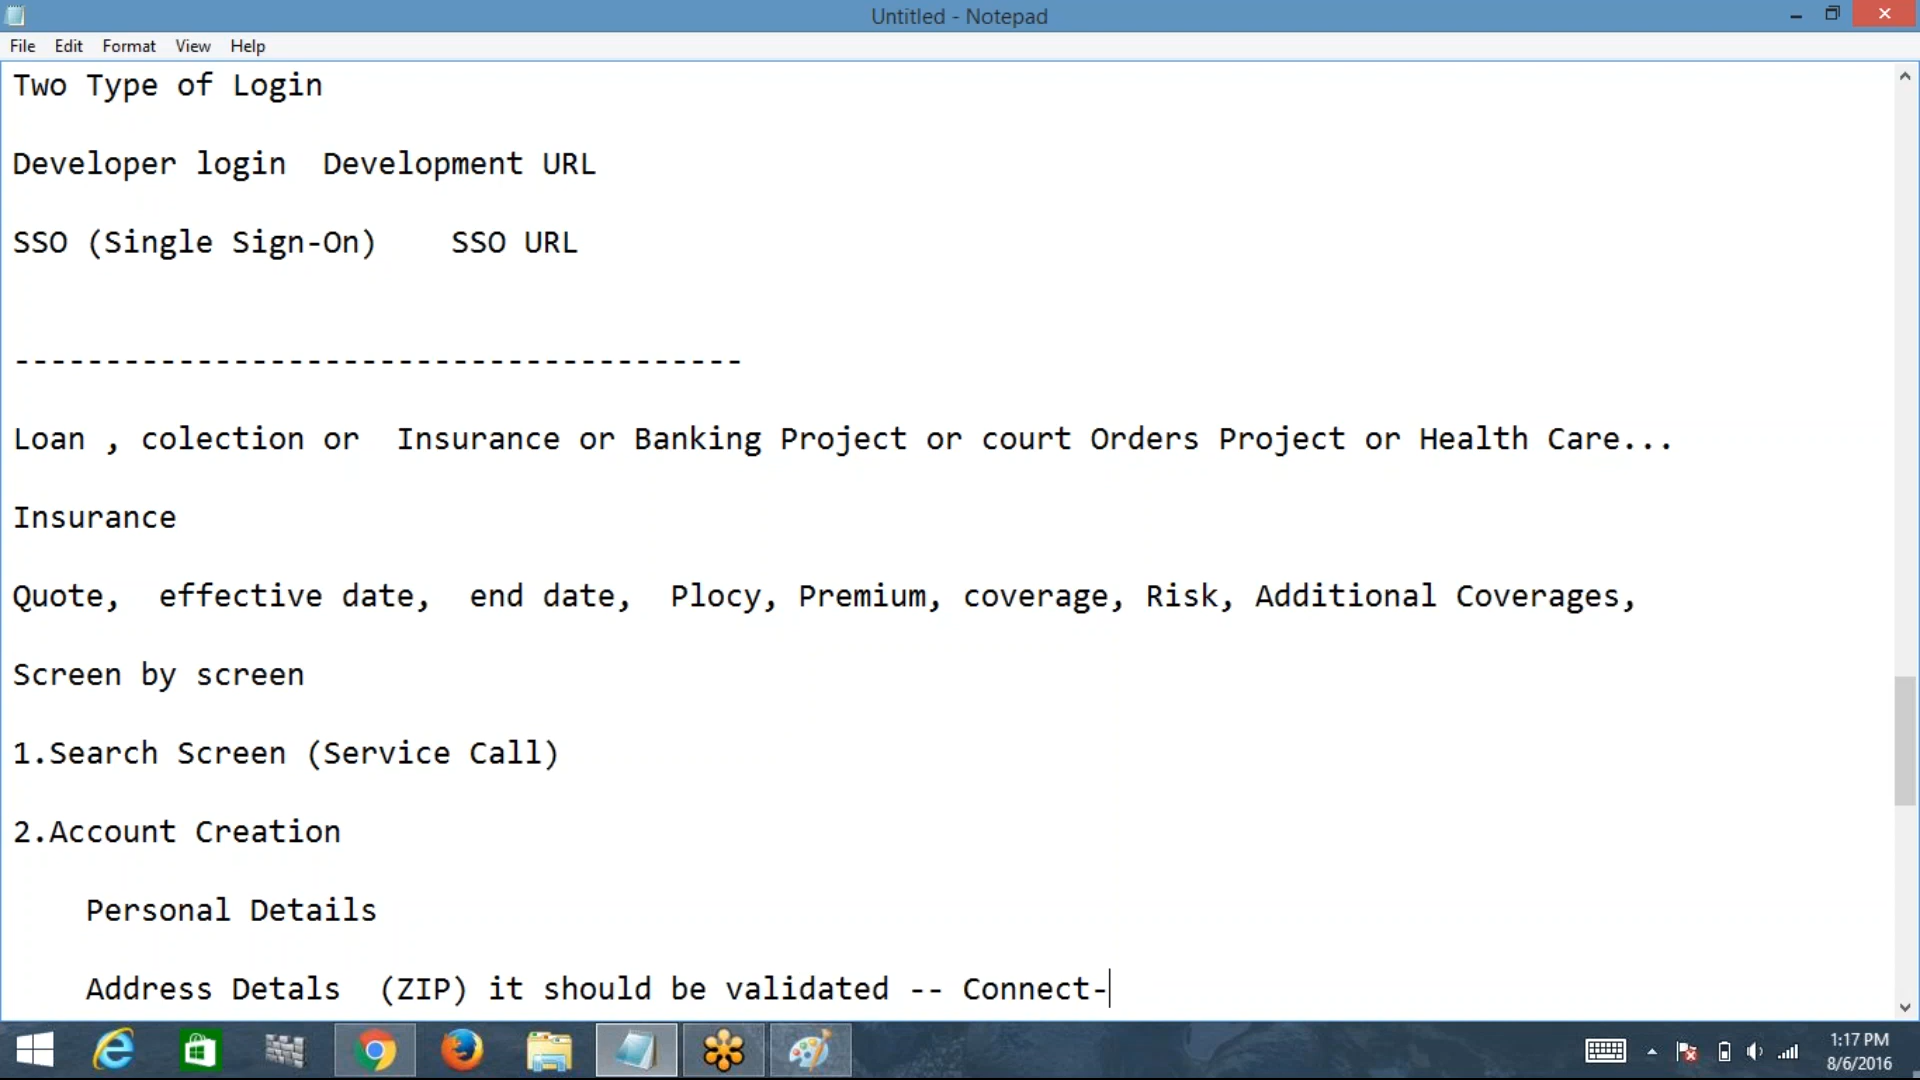 Untitled - Notepad
File Edit Format View Help
Two Type of Login
Developer login  Development URL
SSO (Single Sign-On)    SSO URL
----------------------------------------
Loan , colection or  Insurance or Banking Project or court Orders Project or Health Care...
Insurance
Quote,  effective date,  end date,  Plocy, Premium, coverage, Risk, Additional Coverages,
Screen by screen
1.Search Screen (Service Call)
2.Account Creation
    Personal Details
    Address Detals  (ZIP) it should be validated -- Connect-
1:17 PM
8/6/2016